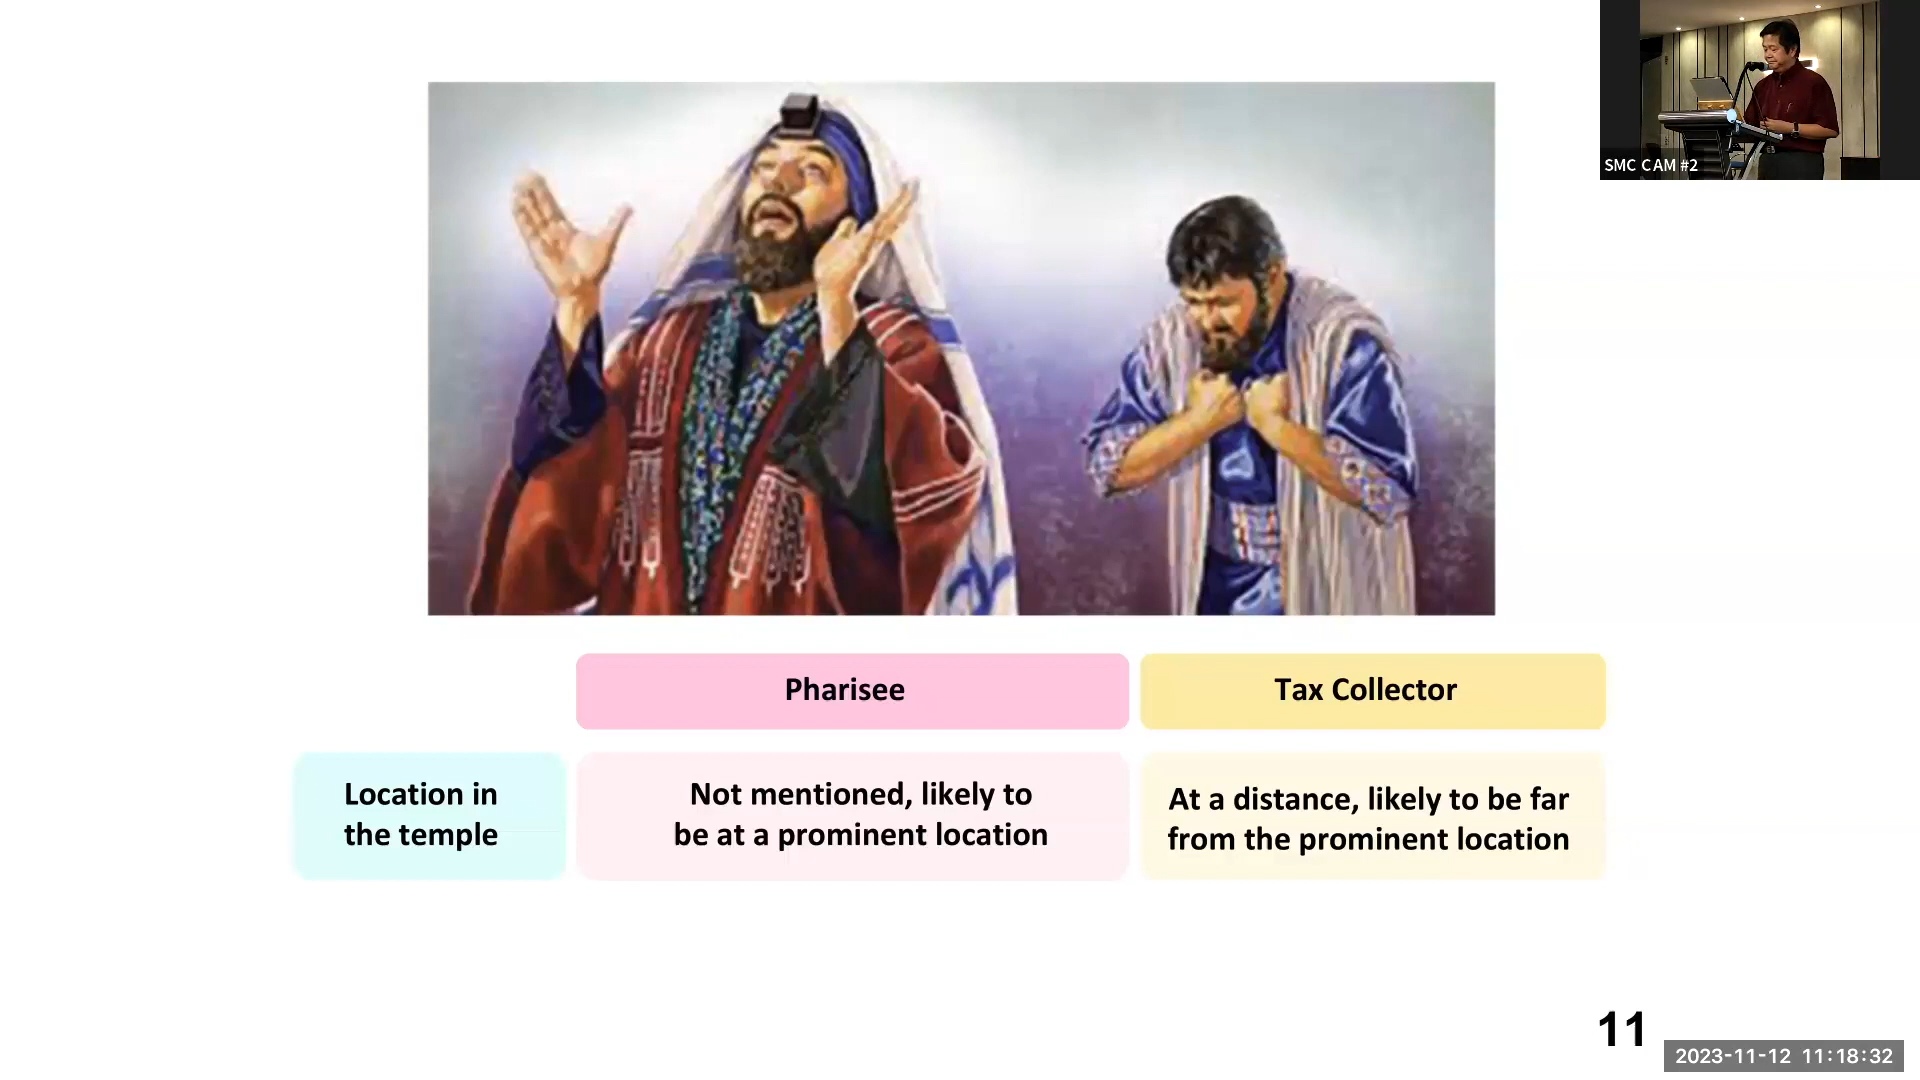 SMC CAM #2
Pharisee
Tax Collector
Location in
the temple
Not mentioned, likely to
be at a prominent location
At a distance, likely to be far
from the prominent location
11
2023-11-12 11:18:32